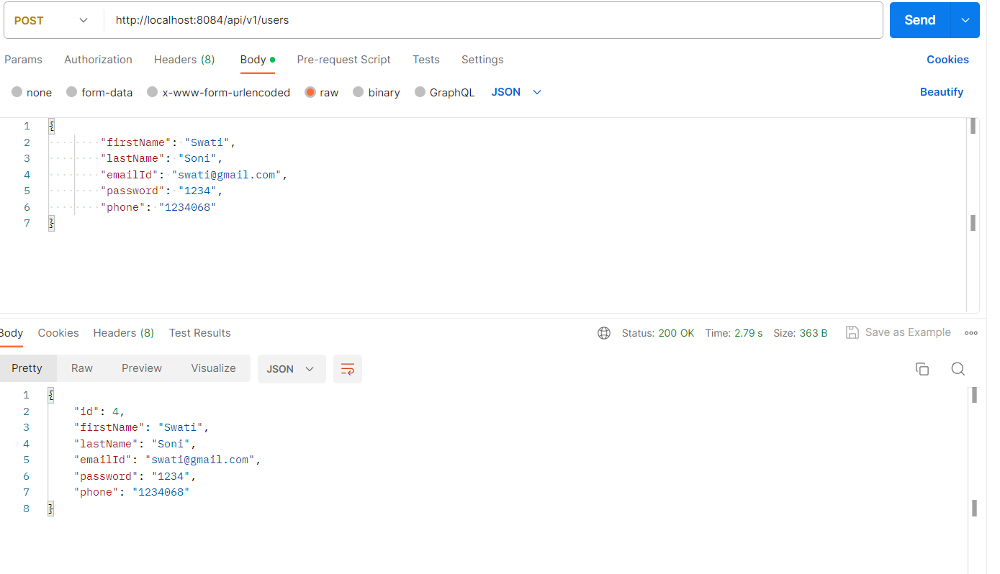 POST http://localhost:8084/api/v1/users Send
Params Authorization Headers (8) Body Pre-request Script Tests Settings Cookies
none form-data x-www-form-urlencoded raw binary GraphQL JSON Beautify
1 {
2 "firstName": "Swati",
3 "lastName": "Soni",
4 "emailId": "swati@gmail.com",
5 "password": "1234",
6 "phone": "1234068"
7 }
Body Cookies Headers (8) Test Results Status: 200 OK Time: 2.79 s Size: 363 B Save as Example
Pretty Raw Preview Visualize JSON
1 {
2 "id": 4,
3 "firstName": "Swati",
4 "lastName": "Soni",
5 "emailId": "swati@gmail.com",
6 "password": "1234",
7 "phone": "1234068"
8 }